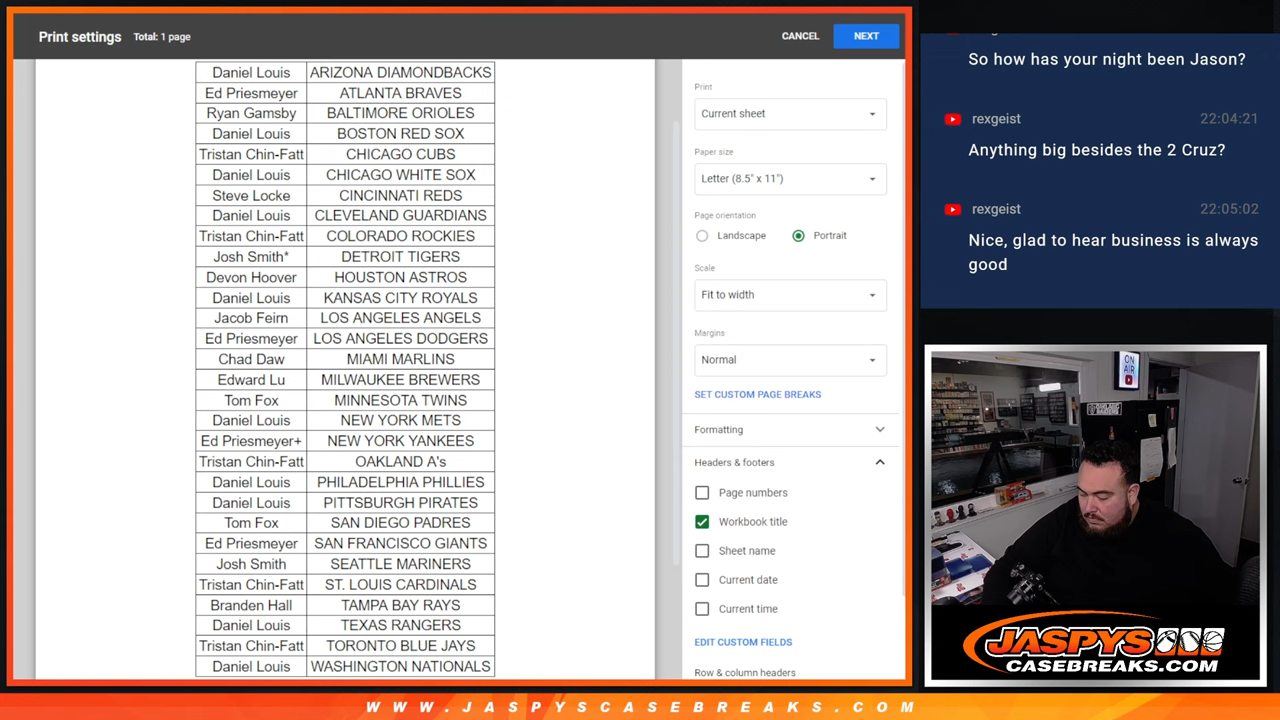 Print settings Total: 1 page CANCEL NEXT
Daniel Louis ARIZONA DIAMONDBACKS
Ed Priesmeyer ATLANTA BRAVES
Ryan Gamsby BALTIMORE ORIOLES
Daniel Louis BOSTON RED SOX
Tristan Chin-Fatt CHICAGO CUBS
Daniel Louis CHICAGO WHITE SOX
Steve Locke CINCINNATI REDS
Daniel Louis CLEVELAND GUARDIANS
Tristan Chin-Fatt COLORADO ROCKIES
Josh Smith* DETROIT TIGERS
Devon Hoover HOUSTON ASTROS
Daniel Louis KANSAS CITY ROYALS
Jacob Feirn LOS ANGELES ANGELS
Ed Priesmeyer LOS ANGELES DODGERS
Chad Daw MIAMI MARLINS
Edward Lu MILWAUKEE BREWERS
Tom Fox MINNESOTA TWINS
Daniel Louis NEW YORK METS
Ed Priesmeyer+ NEW YORK YANKEES
Tristan Chin-Fatt OAKLAND A's
Daniel Louis PHILADELPHIA PHILLIES
Daniel Louis PITTSBURGH PIRATES
Tom Fox SAN DIEGO PADRES
Ed Priesmeyer SAN FRANCISCO GIANTS
Josh Smith SEATTLE MARINERS
Tristan Chin-Fatt ST. LOUIS CARDINALS
Branden Hall TAMPA BAY RAYS
Daniel Louis TEXAS RANGERS
Tristan Chin-Fatt TORONTO BLUE JAYS
Daniel Louis WASHINGTON NATIONALS
Print
Current sheet
Paper size
Letter (8.5" x 11")
Page orientation
Landscape Portrait
Scale
Fit to width
Margins
Normal
SET CUSTOM PAGE BREAKS
Formatting
Headers & footers
Page numbers
Workbook title
Sheet name
Current date
Current time
EDIT CUSTOM FIELDS
Row & column headers
So how has your night been Jason?
rexgeist 22:04:21
Anything big besides the 2 Cruz?
rexgeist 22:05:02
Nice, glad to hear business is always
good
ON
AIR
JASPYS
CASEBREAKS.COM
WWW.JASPYSCASEBREAKS.COM